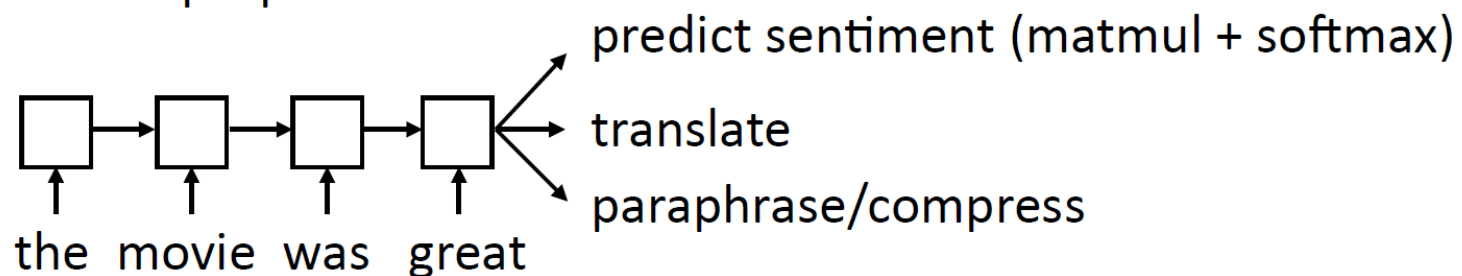 predict sentiment (matmul + softmax)
translate
paraphrase/compress
the movie was great